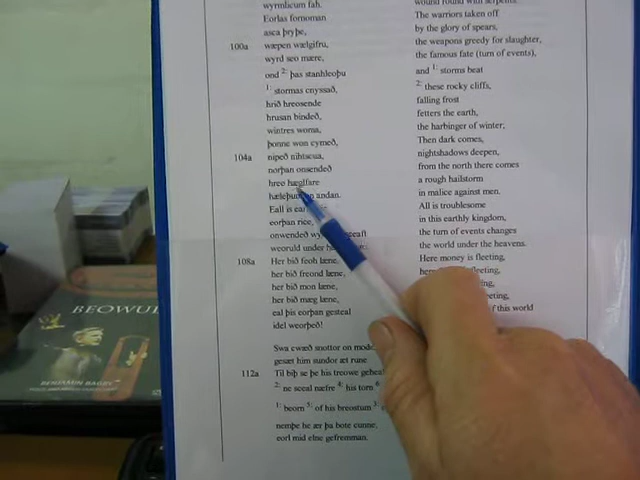 wyrmlicum fah. wound round with serpents.
Eorlas fornoman The warriors taken off
asca þryþe, by the glory of spears,
100a wæpen wælgifru, the weapons greedy for slaughter,
wyrd seo mære, the famous fate (turn of events),
ond 2: þas stanhleoþu and 1: storms beat
1: stormas cnyssað, 2: these rocky cliffs,
hrið hreosende falling frost
hrusan bindeð, fetters the earth,
wintres woma, the harbinger of winter,
þonne won cymeð, Then dark comes,
104a nipeð nihtscua, nightshadows deepen,
norþan onsendeð from the north there comes
hreo hæglfare a rough hailstorm
andan. in malice against men.
Eall is All is troublesome
eorþan rice, in this earthly kingdom,
onwendeð the turn of events changes
weoruld under the world under the heavens.
108a Her bið feoh læne, Here money is fleeting,
her bið freond læne,
her bið mon læne,
her bið mæg læne,
eal þis eorþan gesteal of this world
idel weorþeð!
Swa cwæð snottor on
gesæt him sundor æt rune.
112a Til biþ se þe his treowe
2: ne sceal næfre 4: his torn
1: beorn 5: of his breostum 3:
nemþe he ær þa bote cunne,
eorl mid elne gefremman.
BEOWUL
BENJAMIN BAGBY